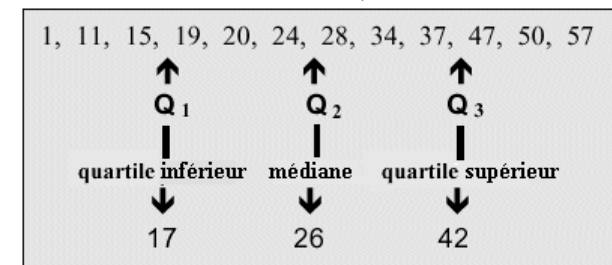 1, 11, 15, 19, 20, 24, 28, 34, 37, 47, 50, 57
Q1 Q2 Q3
quartile inférieur médiane quartile supérieur
17 26 42